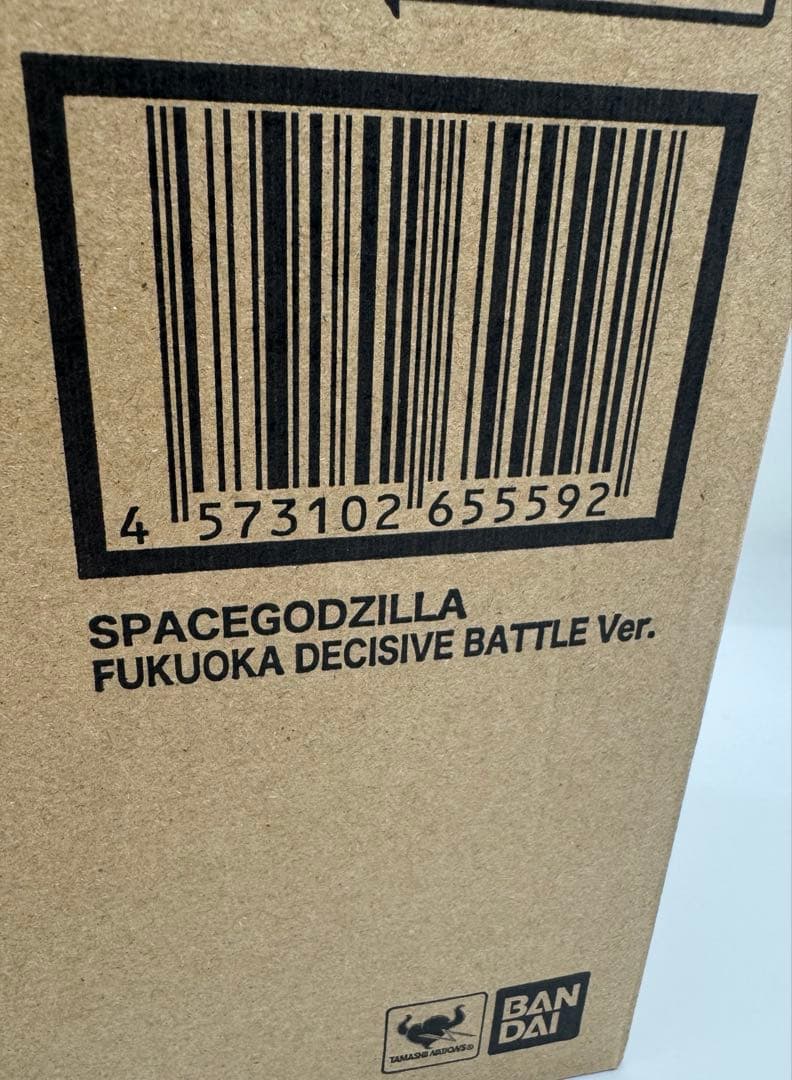 4 573102 655592
SPACEGODZILLA
FUKUOKA DECISIVE BATTLE Ver.
TAMASHII NATIONS®
BAN
DAI